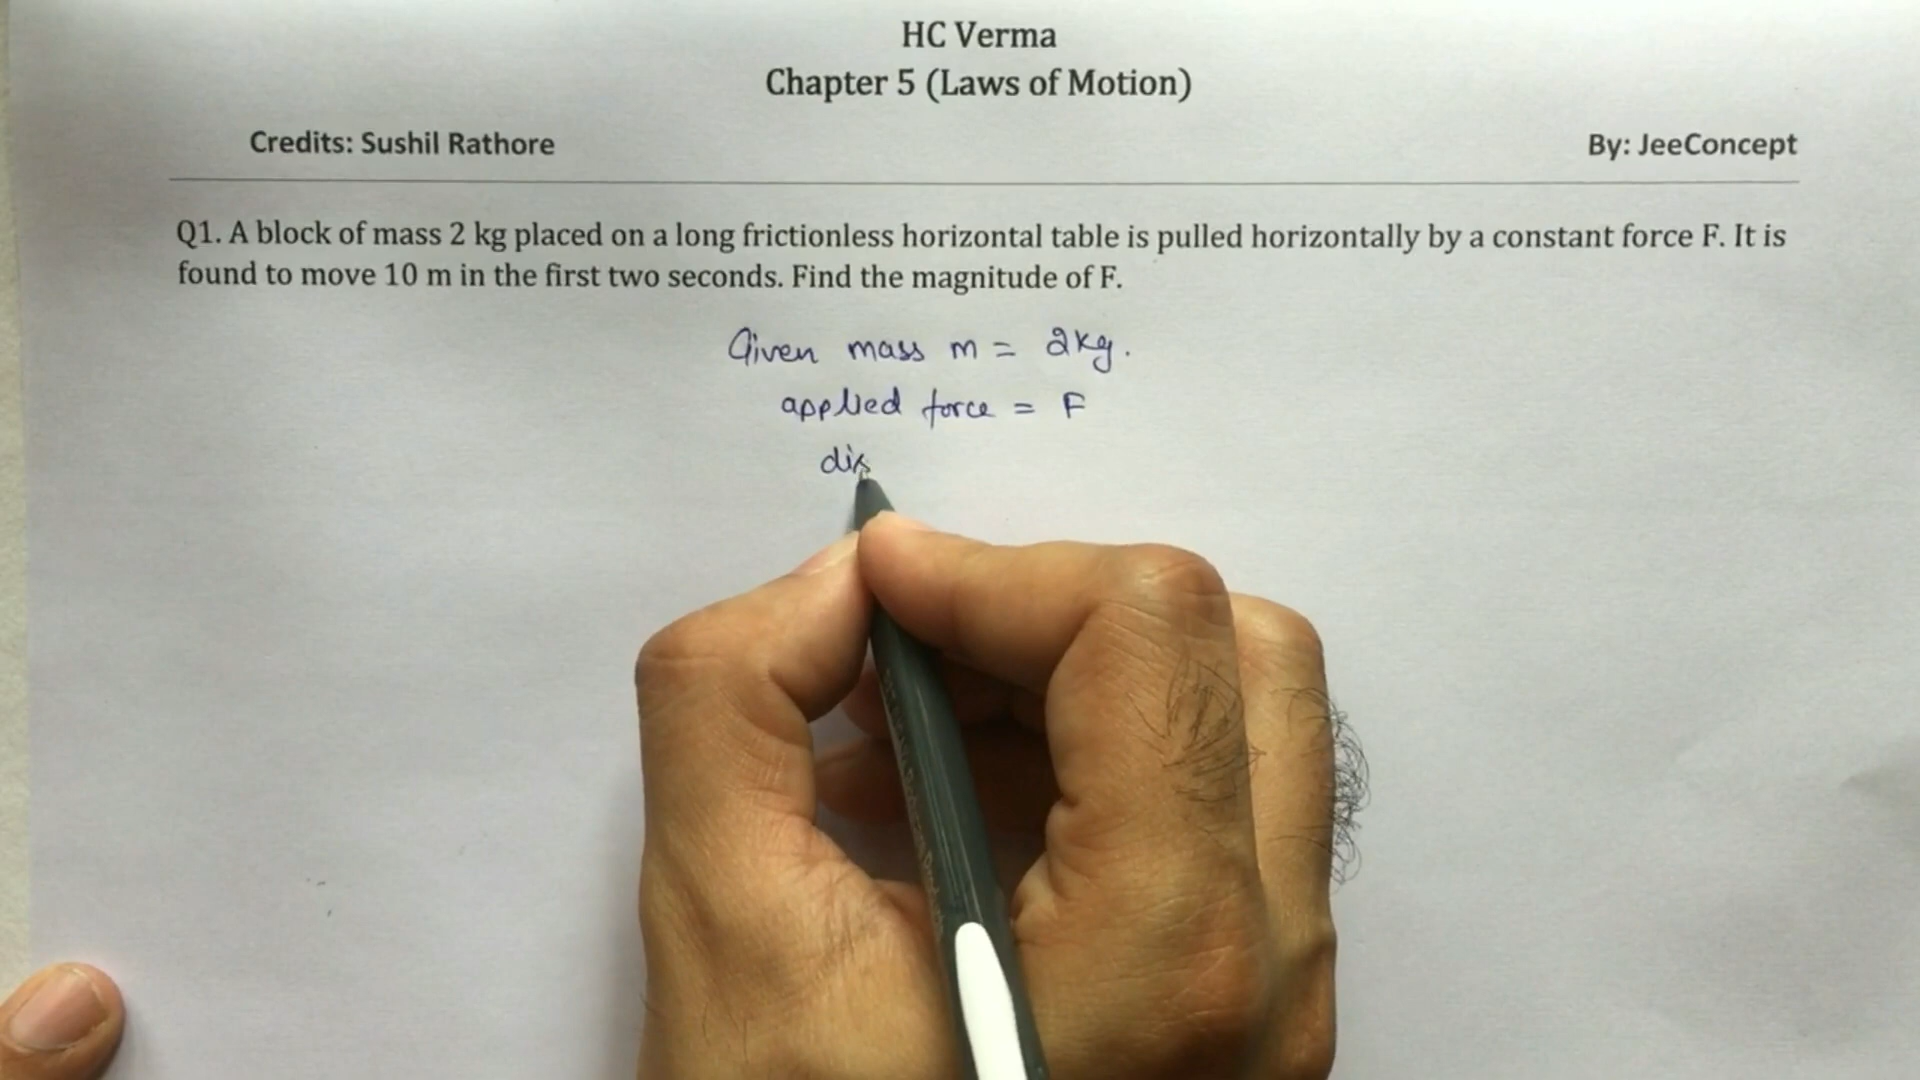 HC Verma
Chapter 5 (Laws of Motion)
Credits: Sushil Rathore
By: JeeConcept
Q1. A block of mass 2 kg placed on a long frictionless horizontal table is pulled horizontally by a constant force F. It is
found to move 10 m in the first two seconds. Find the magnitude of F.
Given mass m = 2kg.
applied force = F
dis